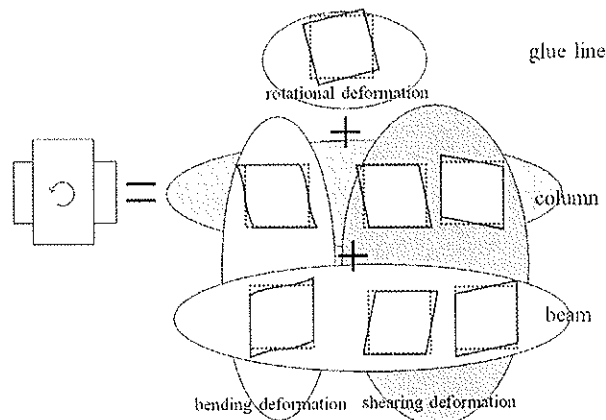 glue line
rotational deformation
+
=
column
+
beam
bending deformation
shearing deformation